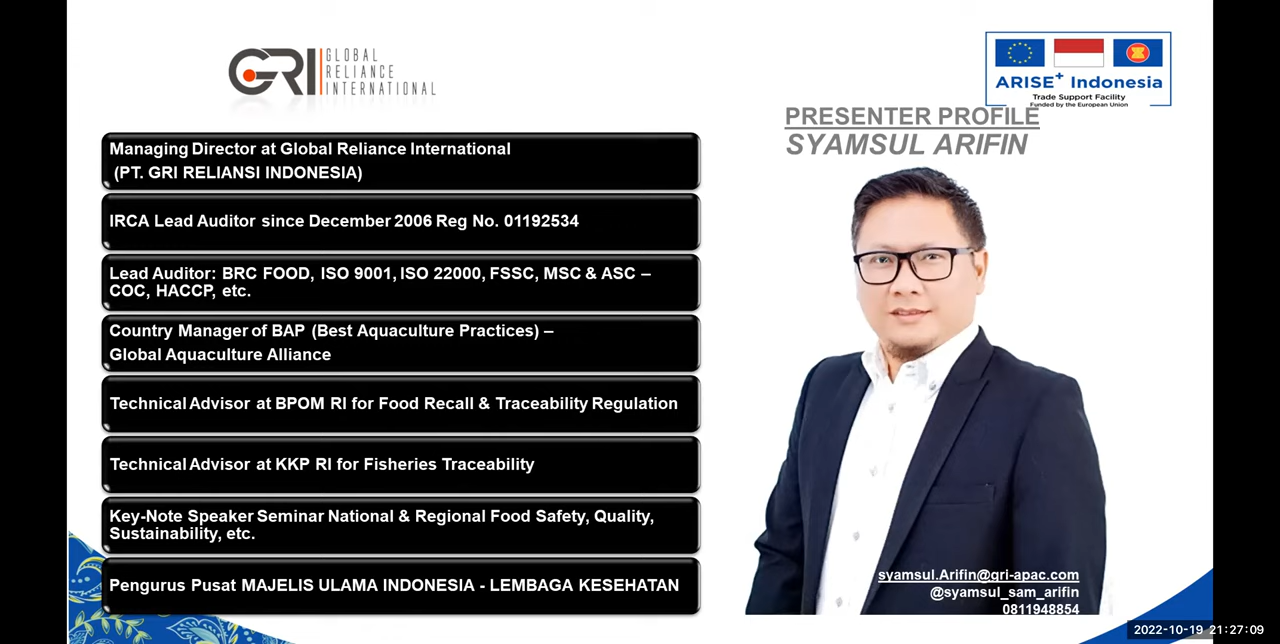 GRI GLOBAL
RELIANCE
INTERNATIONAL
ARISE+ Indonesia
Trade Support Facility
Funded by the European Union
PRESENTER PROFILE
SYAMSUL ARIFIN
Managing Director at Global Reliance International
(PT. GRI RELIANSI INDONESIA)
IRCA Lead Auditor since December 2006 Reg No. 01192534
Lead Auditor: BRC FOOD, ISO 9001, ISO 22000, FSSC, MSC & ASC –
COC, HACCP, etc.
Country Manager of BAP (Best Aquaculture Practices) –
Global Aquaculture Alliance
Technical Advisor at BPOM RI for Food Recall & Traceability Regulation
Technical Advisor at KKP RI for Fisheries Traceability
Key-Note Speaker Seminar National & Regional Food Safety, Quality,
Sustainability, etc.
Pengurus Pusat MAJELIS ULAMA INDONESIA - LEMBAGA KESEHATAN
syamsul.Arifin@gri-apac.com
@syamsul_sam_arifin
0811948854
2022-10-19 21:27:09